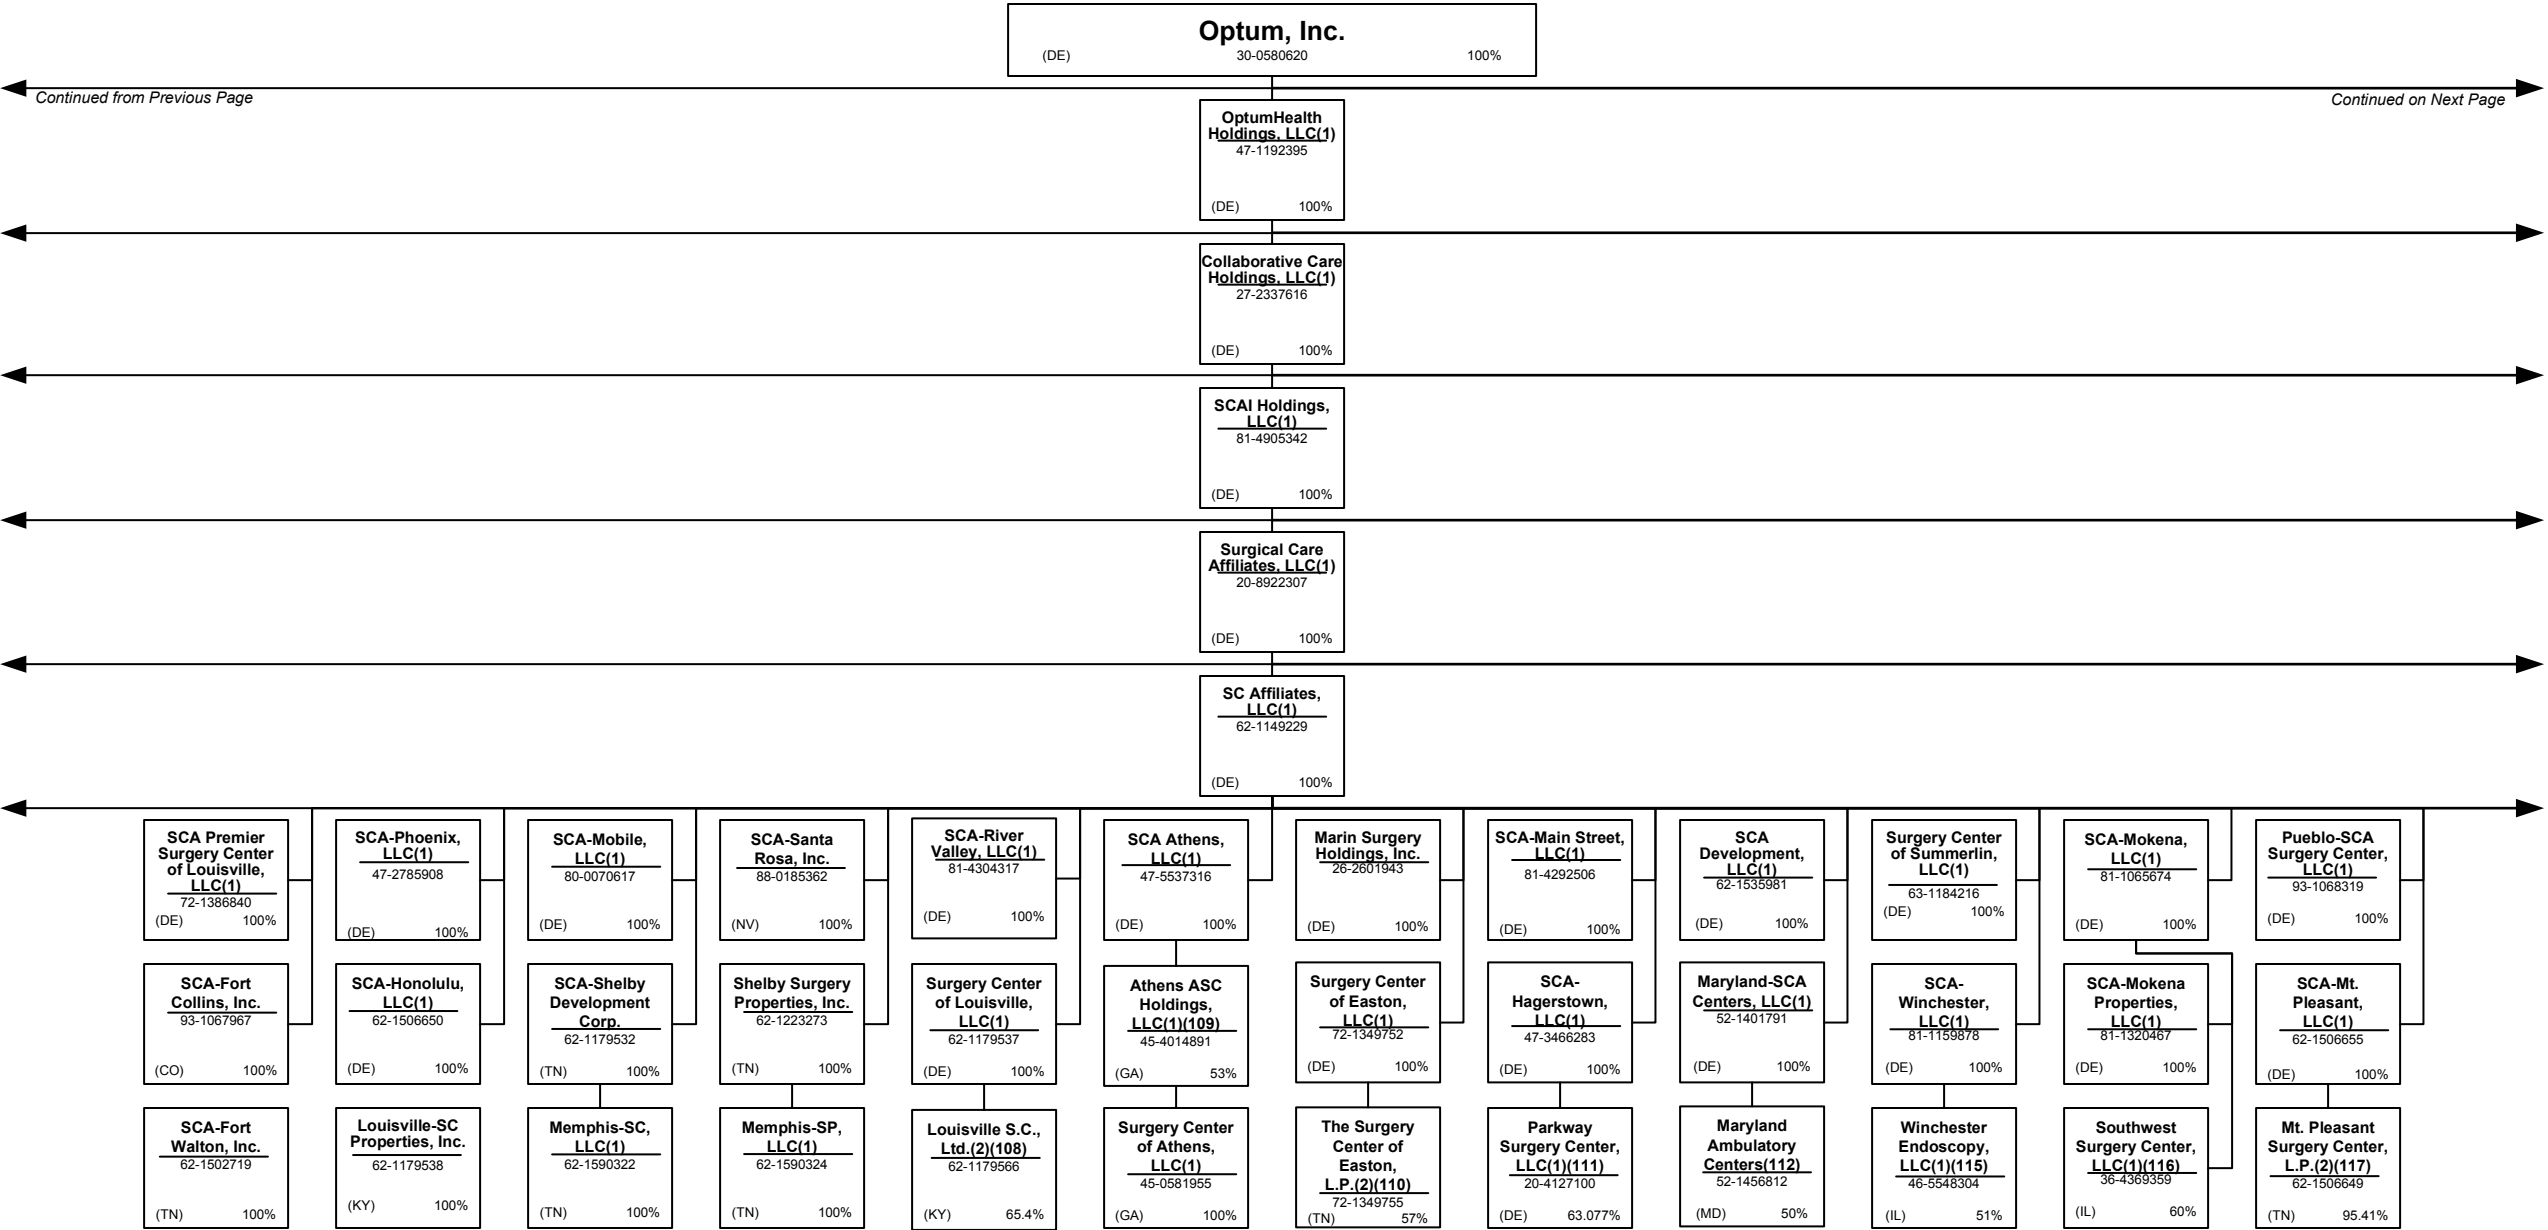 Optum, Inc.
(DE) 30-0580620 100%
Continued from Previous Page
Continued on Next Page
OptumHealth
Holdings, LLC(1)
47-1192395
(DE) 100%
Collaborative Care
Holdings, LLC(1)
27-2337616
(DE) 100%
SCAI Holdings,
LLC(1)
81-4905342
(DE) 100%
Surgical Care
Affiliates, LLC(1)
20-8922307
(DE) 100%
SC Affiliates,
LLC(1)
62-1149229
(DE) 100%
SCA Premier
Surgery Center
of Louisville,
LLC(1)
72-1386840
(DE) 100%
SCA-Phoenix,
LLC(1)
47-2785908
(DE) 100%
SCA-Mobile,
LLC(1)
80-0070617
(DE) 100%
SCA-Santa
Rosa, Inc.
88-0185362
(NV) 100%
SCA-River
Valley, LLC(1)
81-4304317
(DE) 100%
SCA Athens,
LLC(1)
47-5537316
(DE) 100%
Marin Surgery
Holdings, Inc.
26-2601943
(DE) 100%
SCA-Main Street,
LLC(1)
81-4292506
(DE) 100%
SCA
Development,
LLC(1)
62-1535981
(DE) 100%
Surgery Center
of Summerlin,
LLC(1)
63-1184216
(DE) 100%
SCA-Mokena,
LLC(1)
81-1065674
(DE) 100%
Pueblo-SCA
Surgery Center,
LLC(1)
93-1068319
(DE) 100%
SCA-Fort
Collins, Inc.
93-1067967
(CO) 100%
SCA-Honolulu,
LLC(1)
62-1506650
(DE) 100%
SCA-Shelby
Development
Corp.
62-1179532
(TN) 100%
Shelby Surgery
Properties, Inc.
62-1223273
(TN) 100%
Surgery Center
of Louisville,
LLC(1)
62-1179537
(DE) 100%
Athens ASC
Holdings,
LLC(1)(109)
45-4014891
(GA) 53%
Surgery Center
of Easton,
LLC(1)
72-1349752
(DE) 100%
SCA-
Hagerstown,
LLC(1)
47-3466283
(DE) 100%
Maryland-SCA
Centers, LLC(1)
52-1401791
(DE) 100%
SCA-
Winchester,
LLC(1)
81-1159878
(DE) 100%
SCA-Mokena
Properties,
LLC(1)
81-1320467
(DE) 100%
SCA-Mt.
Pleasant,
LLC(1)
62-1506655
(DE) 100%
SCA-Fort
Walton, Inc.
62-1502719
(TN) 100%
Louisville-SC
Properties, Inc.
62-1179538
(KY) 100%
Memphis-SC,
LLC(1)
62-1590322
(TN) 100%
Memphis-SP,
LLC(1)
62-1590324
(TN) 100%
Louisville S.C.,
Ltd.(2)(108)
62-1179566
(KY) 65.4%
Surgery Center
of Athens,
LLC(1)
45-0581955
(GA) 100%
The Surgery
Center of
Easton,
L.P.(2)(110)
72-1349755
(TN) 57%
Parkway
Surgery Center,
LLC(1)(111)
20-4127100
(DE) 63.077%
Maryland
Ambulatory
Centers(112)
52-1456812
(MD) 50%
Winchester
Endoscopy,
LLC(1)(115)
46-5548304
(IL) 51%
Southwest
Surgery Center,
LLC(1)(116)
36-4369359
(IL) 60%
Mt. Pleasant
Surgery Center,
L.P.(2)(117)
62-1506649
(TN) 95.41%